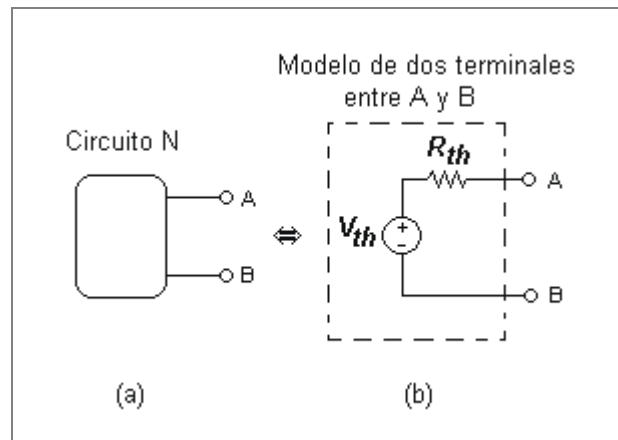 Modelo de dos terminales
entre A y B
Circuito N
R_th
A
A
V_th
+
-
⇔
B
B
(a)
(b)